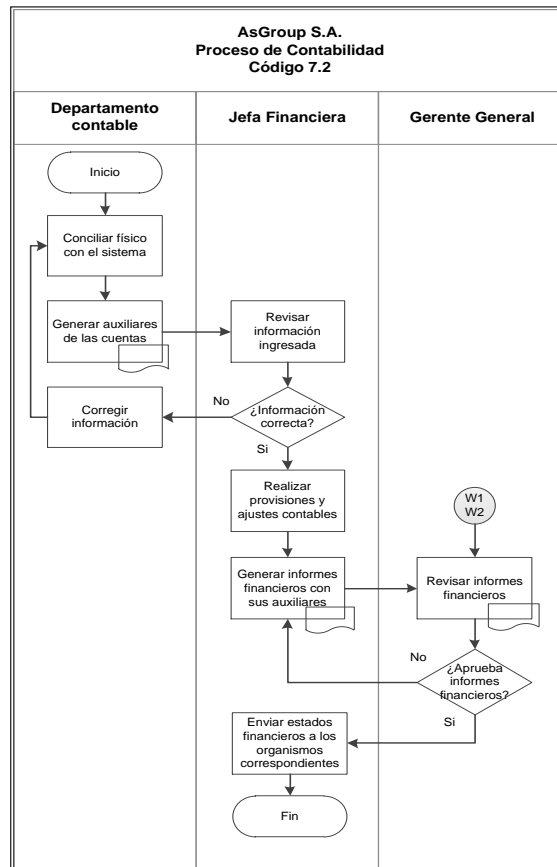 AsGroup S.A.
Proceso de Contabilidad
Código 7.2
Departamento
contable
Jefa Financiera
Gerente General
Inicio
Conciliar físico
con el sistema
Generar auxiliares
de las cuentas
Revisar
información
ingresada
Corregir
información
No
¿Información
correcta?
Si
Realizar
provisiones y
ajustes contables
W1
W2
Generar informes
financieros con
sus auxiliares
Revisar informes
financieros
No
¿Aprueba
informes
financieros?
Si
Enviar estados
financieros a los
organismos
correspondientes
Fin